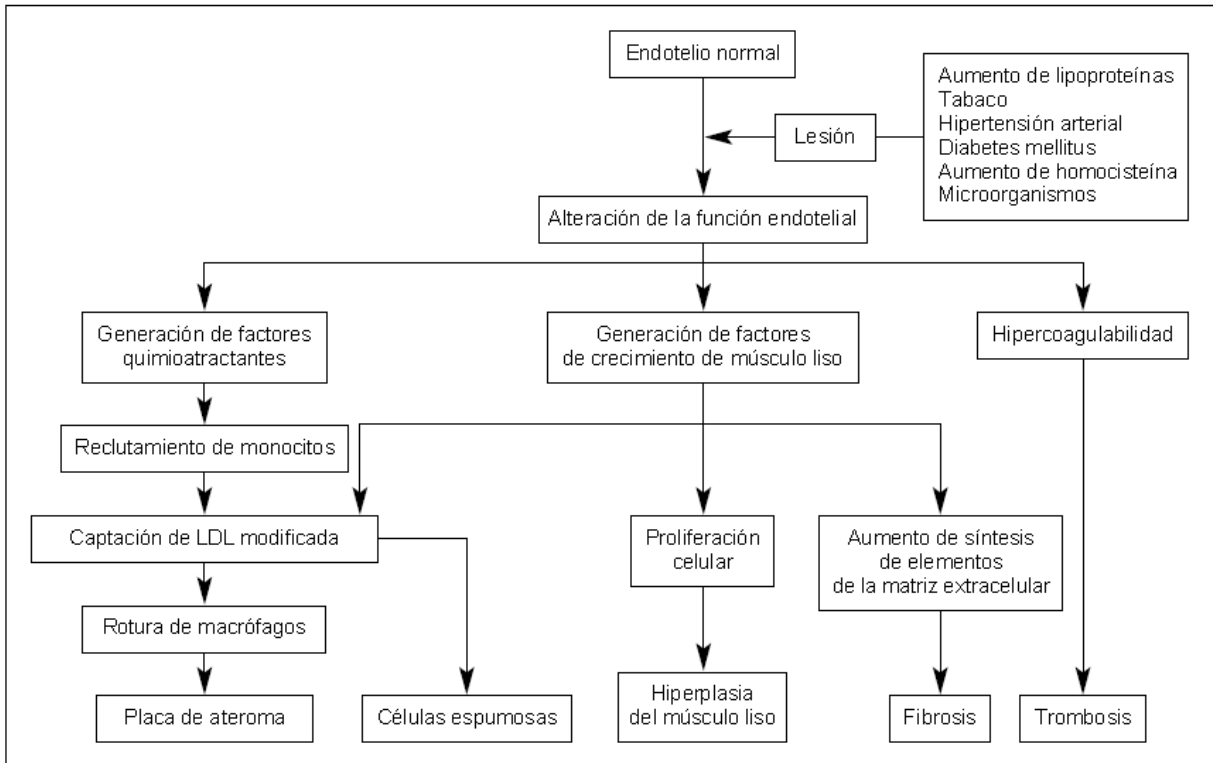 Endotelio normal
Aumento de lipoproteínas
Tabaco
Hipertensión arterial
Diabetes mellitus
Aumento de homocisteína
Microorganismos
Lesión
Alteración de la función endotelial
Generación de factores
quimioatractantes
Generación de factores
de crecimiento de músculo liso
Hipercoagulabilidad
Reclutamiento de monocitos
Captación de LDL modificada
Proliferación
celular
Aumento de síntesis
de elementos
de la matriz extracelular
Rotura de macrófagos
Placa de ateroma
Células espumosas
Hiperplasia
del músculo liso
Fibrosis
Trombosis